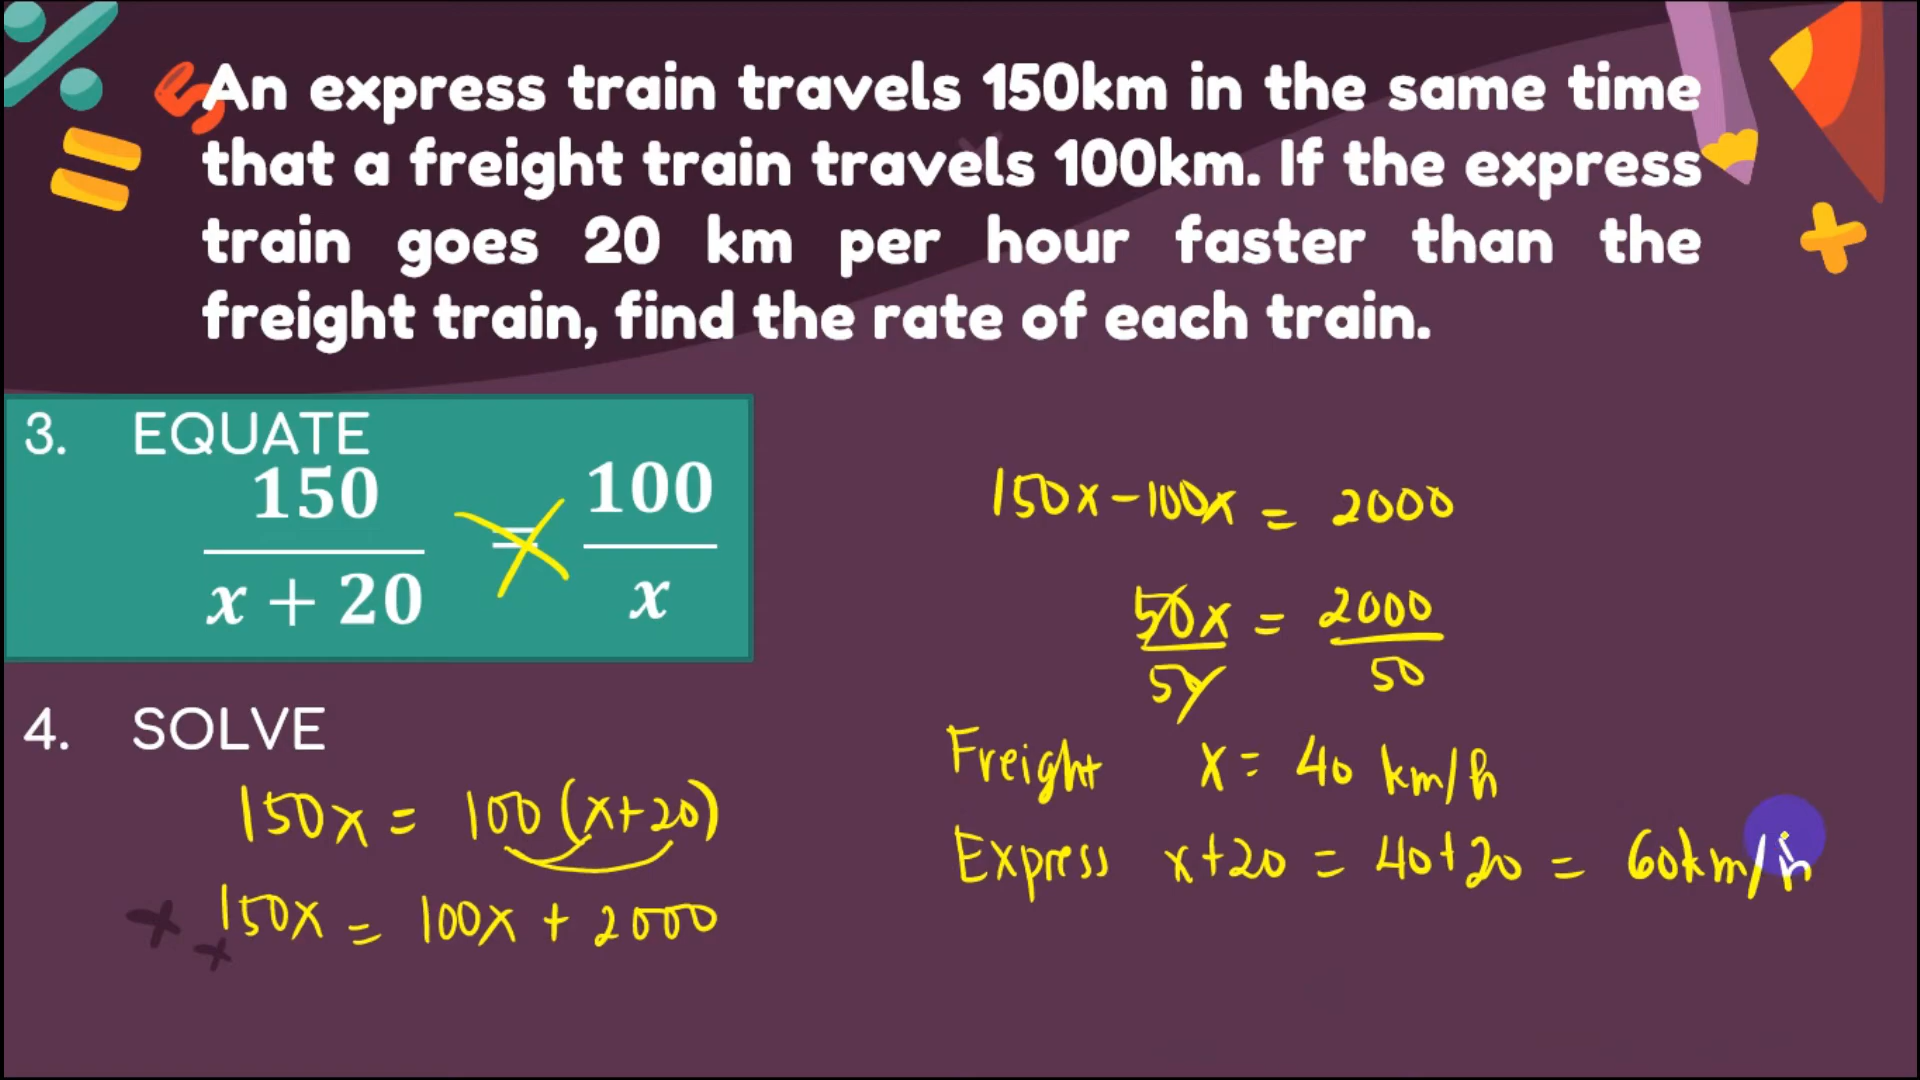 An express train travels 150km in the same time
that a freight train travels 100km. If the express
train goes 20 km per hour faster than the
freight train, find the rate of each train.
3. EQUATE
150 / x + 20 = 100 / x
4. SOLVE
150x = 100 (x+20)
150x = 100x + 2000
150x - 100x = 2000
50x / 50 = 2000 / 50
Freight x = 40 km/h
Express x+20 = 40+20 = 60km/h